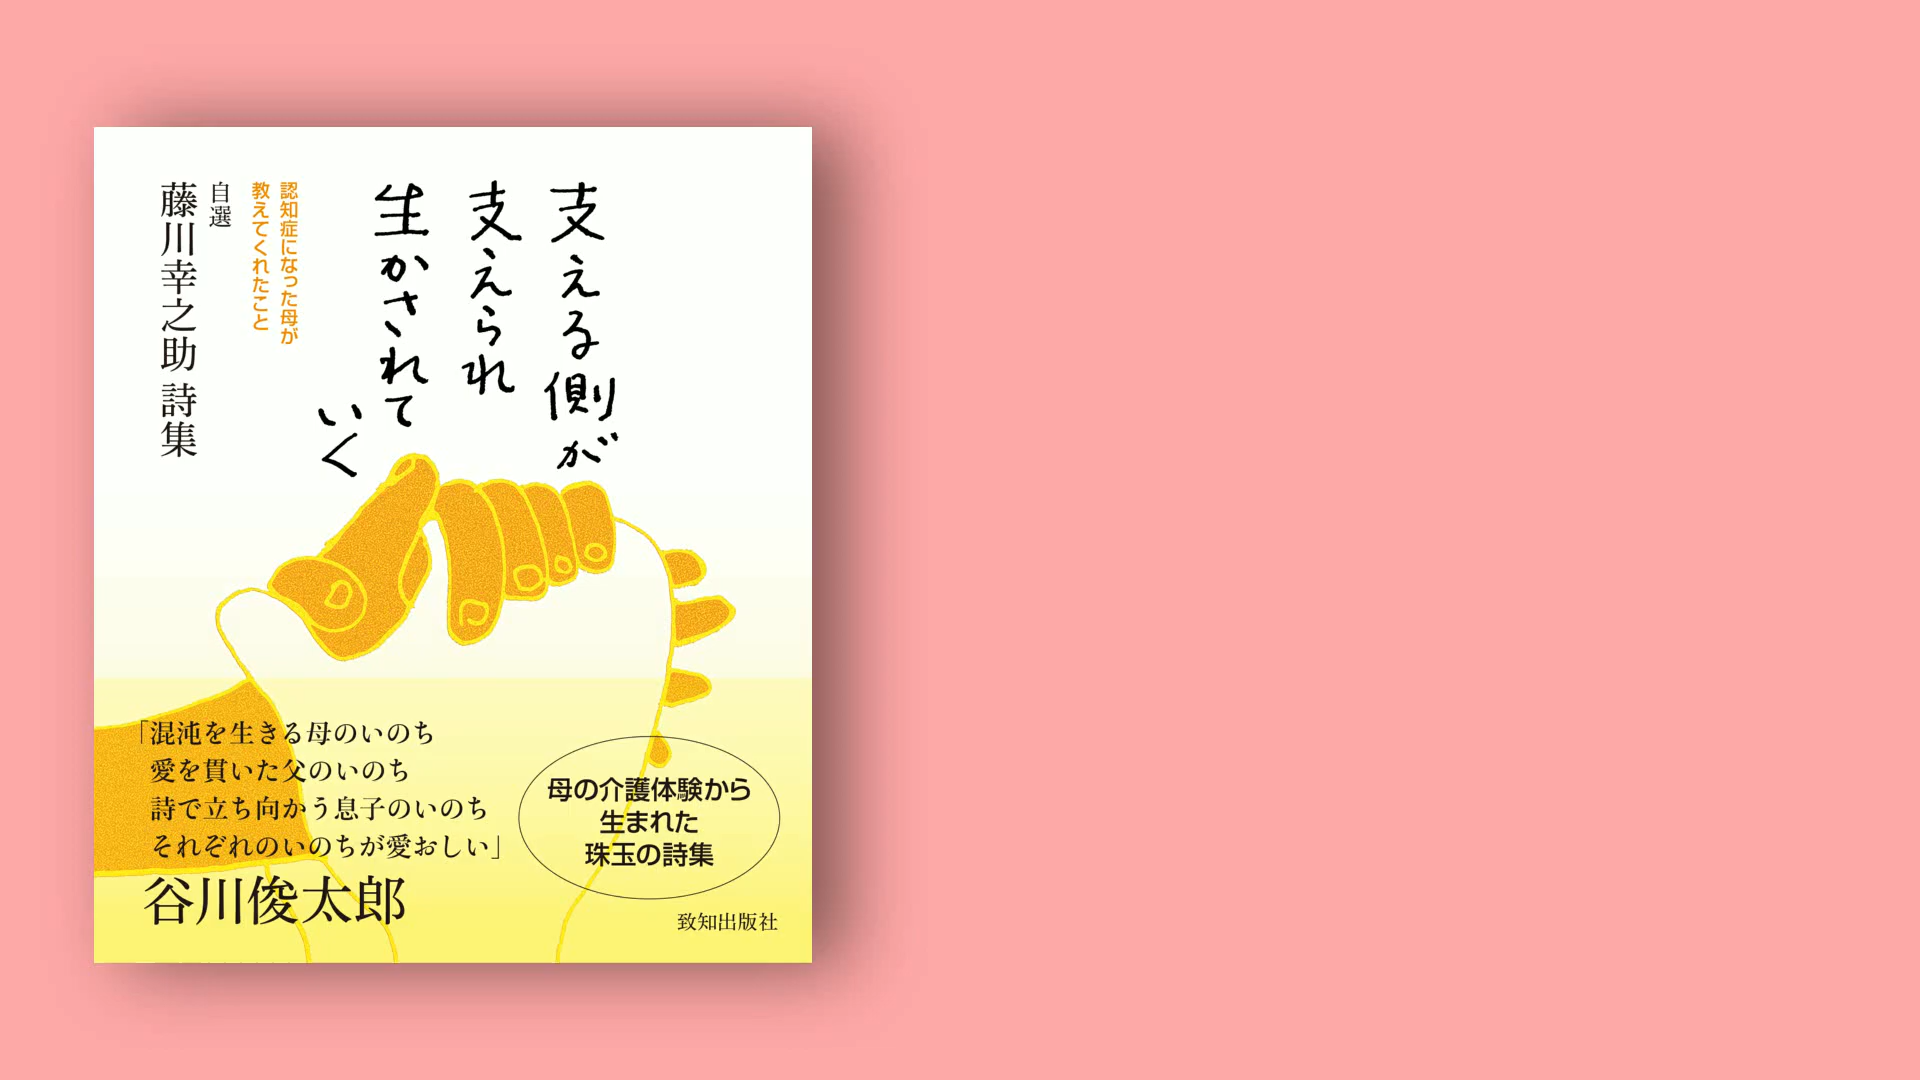 支える側が
支えられ
生かされて
いく
認知症になった母が
教えてくれたこと
自選
藤川幸之助 詩集
「混沌を生きる母のいのち
愛を貫いた父のいのち
詩で立ち向かう息子のいのち
それぞれのいのちが愛おしい」
谷川俊太郎
母の介護体験から
生まれた
珠玉の詩集
致知出版社